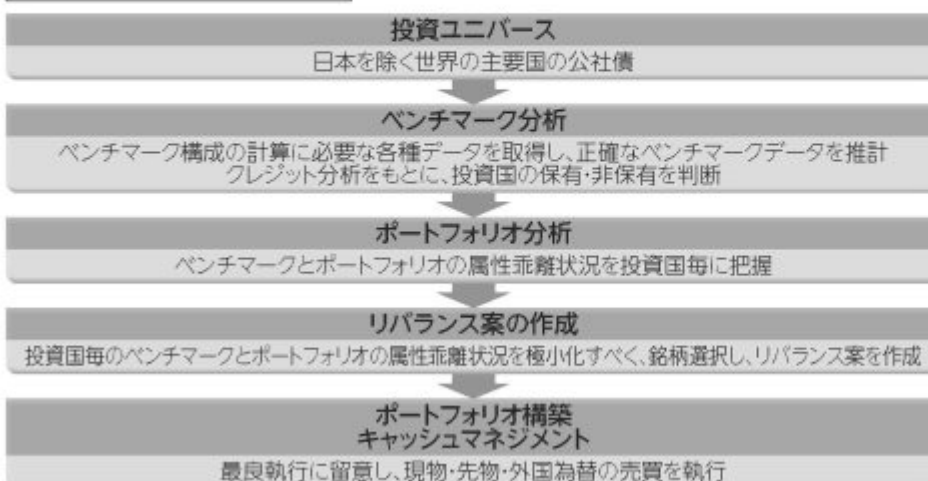 投資ユニバース
日本を除く世界の主要国の公社債
ベンチマーク分析
ベンチマーク構成の計算に必要な各種データを取得し、正確なベンチマークデータを推計
クレジット分析をもとに、投資国の保有・非保有を判断
ポートフォリオ分析
ベンチマークとポートフォリオの属性乖離状況を投資国毎に把握
リバランス案の作成
投資国毎のベンチマークとポートフォリオの属性乖離状況を極小化すべく、銘柄選択し、リバランス案を作成
ポートフォリオ構築
キャッシュマネジメント
最良執行に留意し、現物・先物・外国為替の売買を執行